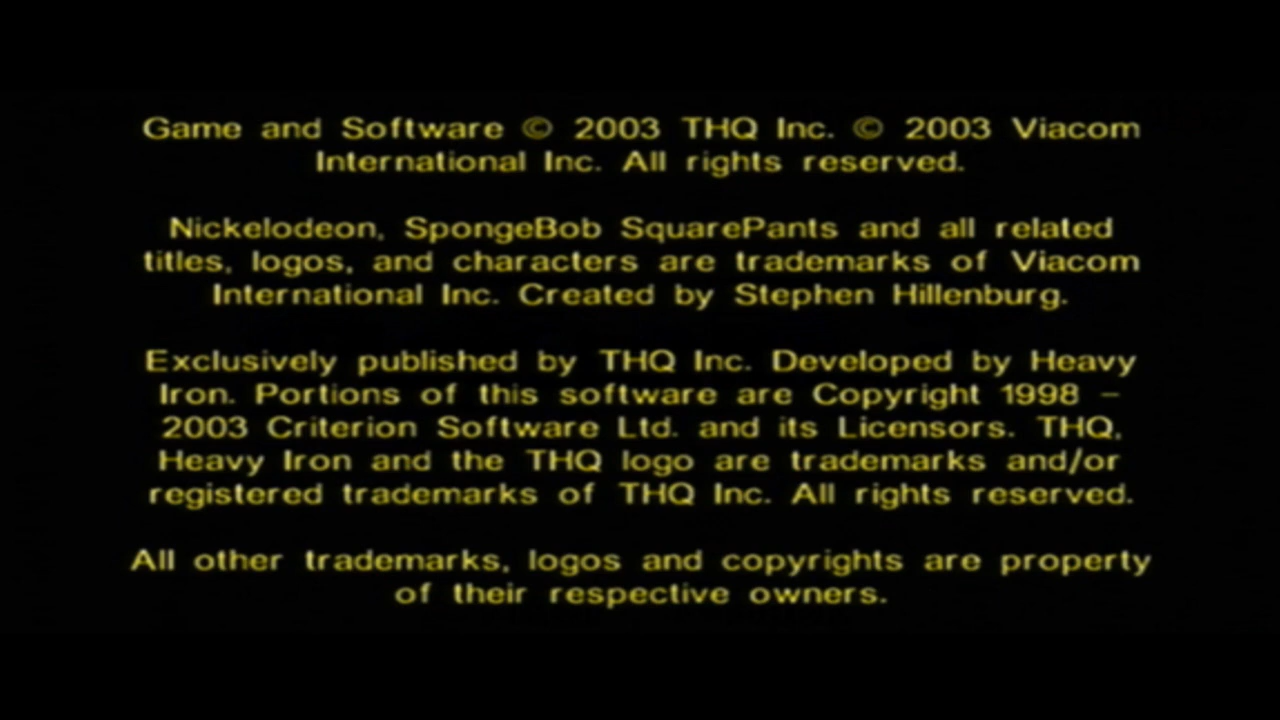 Game and Software © 2003 THQ Inc. © 2003 Viacom
International Inc. All rights reserved.
Nickelodeon, SpongeBob SquarePants and all related
titles, logos, and characters are trademarks of Viacom
International Inc. Created by Stephen Hillenburg.
Exclusively published by THQ Inc. Developed by Heavy
Iron. Portions of this software are Copyright 1998 –
2003 Criterion Software Ltd. and its Licensors. THQ,
Heavy Iron and the THQ logo are trademarks and/or
registered trademarks of THQ Inc. All rights reserved.
All other trademarks, logos and copyrights are property
of their respective owners.